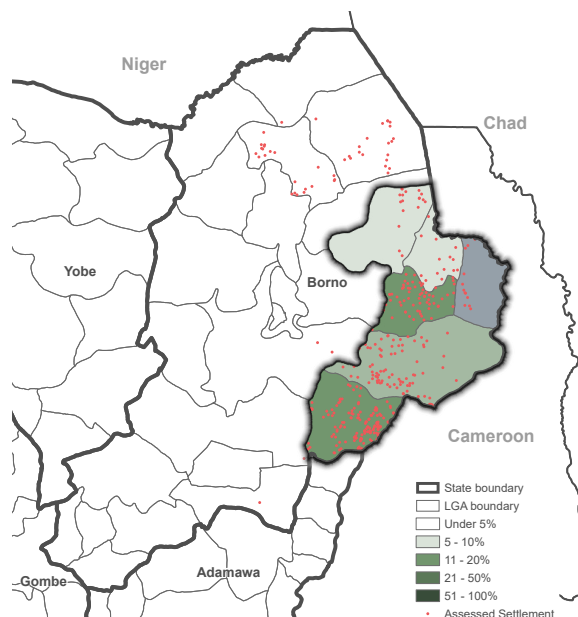 Niger
Chad
Yobe
Borno
Cameroon
State boundary
LGA boundary
Under 5%
5 - 10%
11 - 20%
21 - 50%
51 - 100%
Assessed Settlement
Gombe
Adamawa